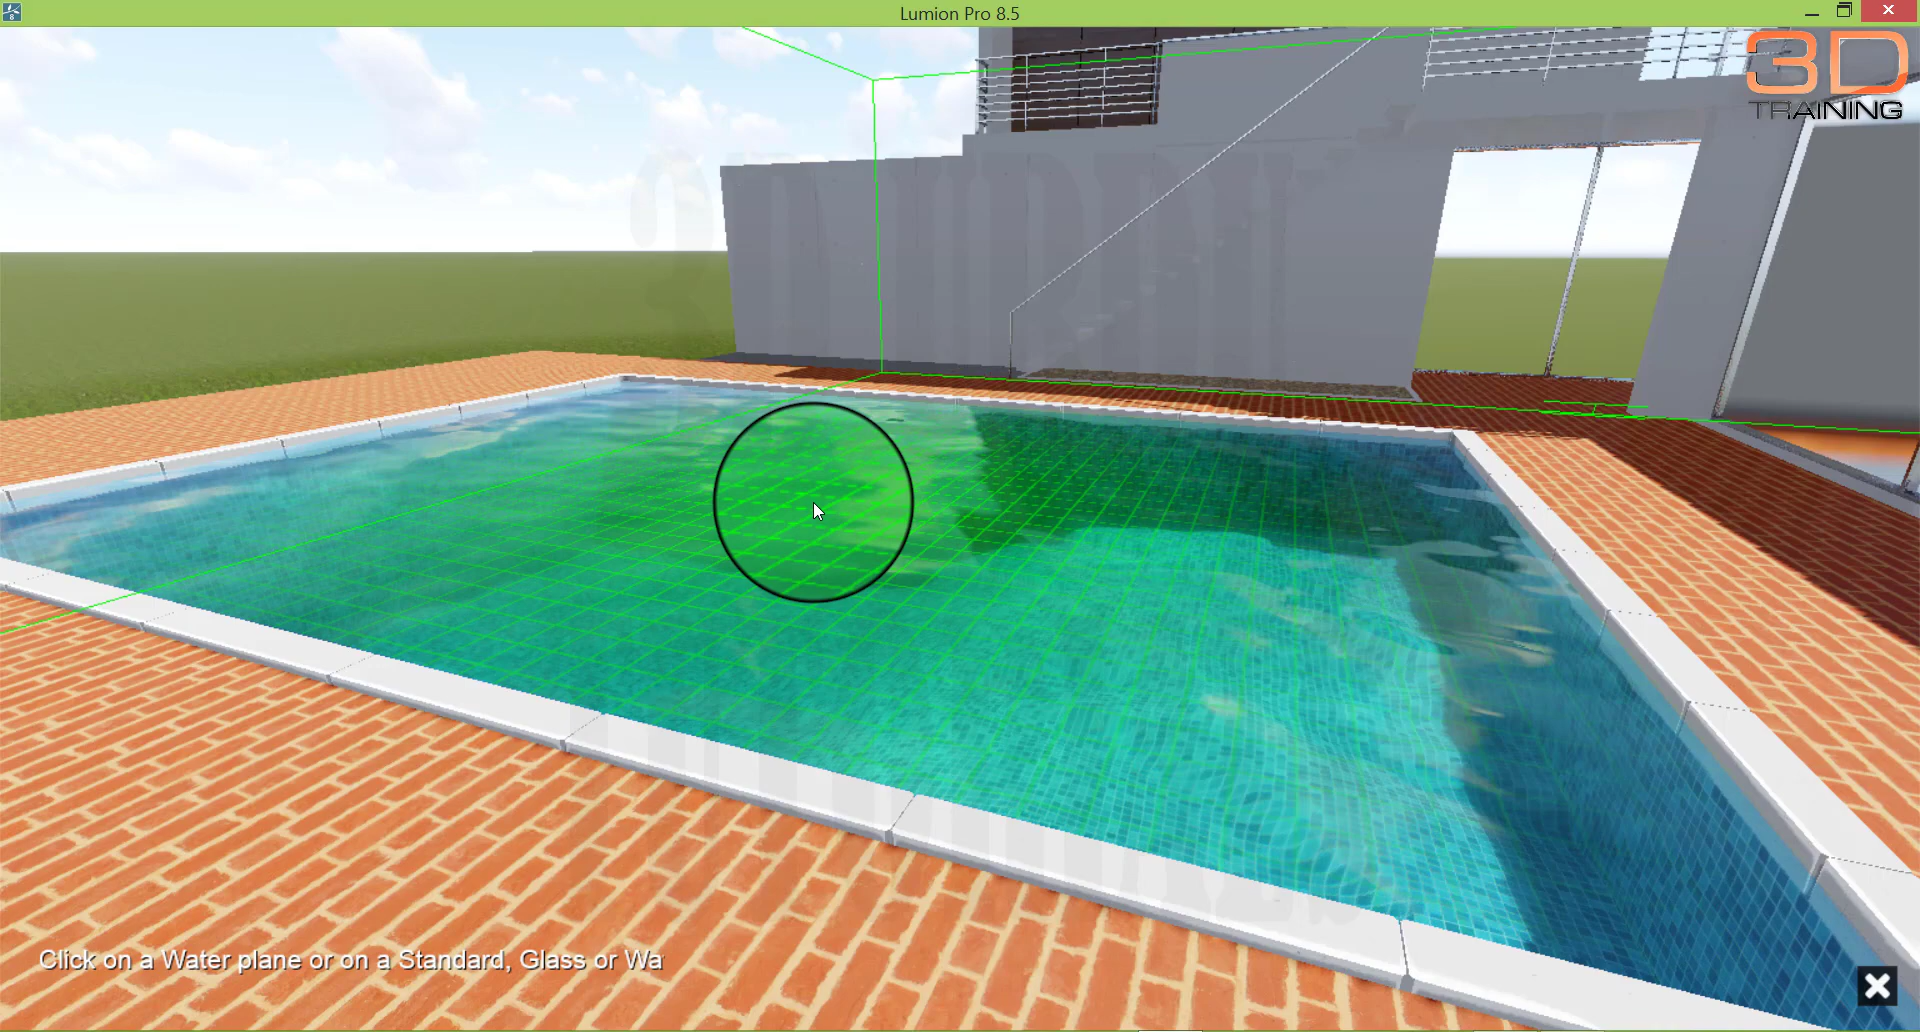 Lumion Pro 8.5
3D
TRAINING
Click on a Water plane or on a Standard, Glass or Wa